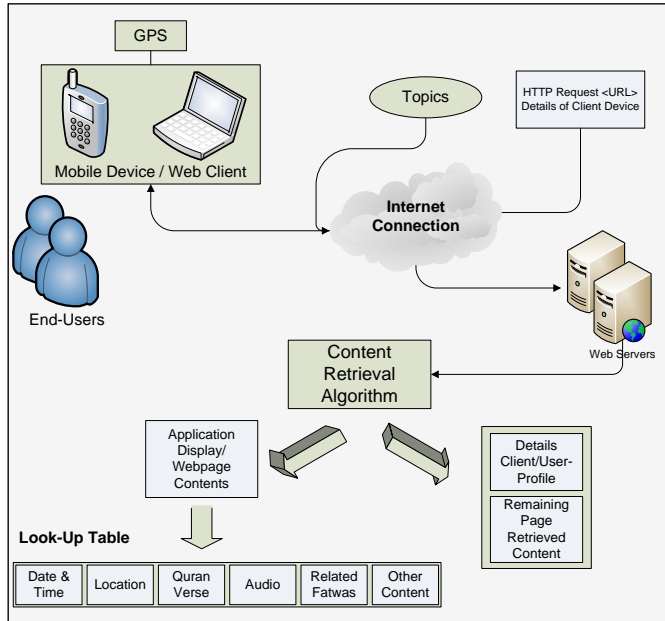 GPS
Mobile Device / Web Client
Topics
HTTP Request <URL>
Details of Client Device
Internet
Connection
End-Users
Web Servers
Content
Retrieval
Algorithm
Application
Display/
Webpage
Contents
Details
Client/User-
Profile
Remaining
Page
Retrieved
Content
Look-Up Table
Date &
Time
Location
Quran
Verse
Audio
Related
Fatwas
Other
Content